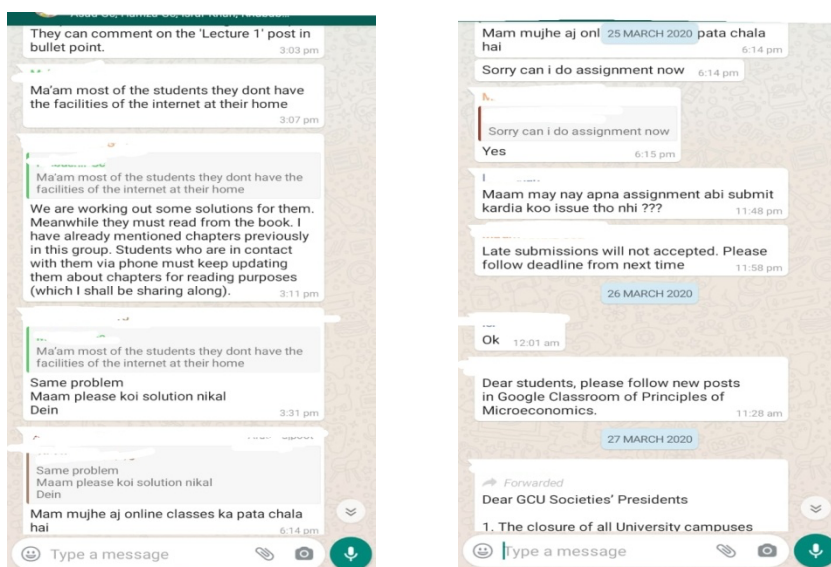 They can comment on the 'Lecture 1' post in
bullet point.
3:03 pm
Ma'am most of the students they dont have
the facilities of the internet at their home
3:07 pm
Ma'am most of the students they dont have the
facilities of the internet at their home
We are working out some solutions for them.
Meanwhile they must read from the book. I
have already mentioned chapters previously
in this group. Students who are in contact
with them via phone must keep updating
them about chapters for reading purposes
(which I shall be sharing along). 3:11 pm
Ma'am most of the students they dont have the
facilities of the internet at their home
Same problem
Maam please koi solution nikal
Dein 3:31 pm
Same problem
Maam please koi solution nikal
Dein
Mam mujhe aj online classes ka pata chala
hai 6:14 pm
Type a message
Mam mujhe aj onl 25 MARCH 2020 pata chala
hai 6:14 pm
Sorry can i do assignment now 6:14 pm
Sorry can i do assignment now
Yes 6:15 pm
Maam may nay apna assignment abi submit
kardia koo issue tho nhi ??? 11:48 pm
Late submissions will not accepted. Please
follow deadline from next time 11:58 pm
26 MARCH 2020
Ok 12:01 am
Dear students, please follow new posts
in Google Classroom of Principles of
Microeconomics. 11:28 am
27 MARCH 2020
Forwarded
Dear GCU Societies' Presidents
1. The closure of all University campuses
Type a message